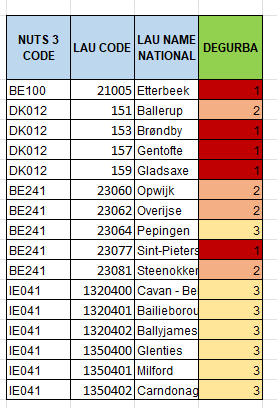 NUTS 3 CODE LAU CODE LAU NAME NATIONAL DEGURBA
BE100 21005 Etterbeek 1
DK012 151 Ballerup 2
DK012 153 Brøndby 1
DK012 157 Gentofte 1
DK012 159 Gladsaxe 1
BE241 23060 Opwijk 2
BE241 23062 Overijse 2
BE241 23064 Pepingen 3
BE241 23077 Sint-Pieters 1
BE241 23081 Steenokker 2
IE041 1320400 Cavan - Be 3
IE041 1320401 Bailieborou 3
IE041 1320402 Ballyjames 3
IE041 1350400 Glenties 3
IE041 1350401 Milford 3
IE041 1350402 Carndonag 3